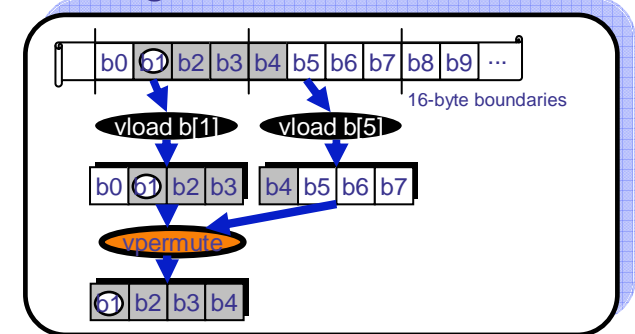 b0 b1 b2 b3 b4 b5 b6 b7 b8 b9 ...
16-byte boundaries
vload b[1] vload b[5]
b0 b1 b2 b3 b4 b5 b6 b7
vpermute
b1 b2 b3 b4